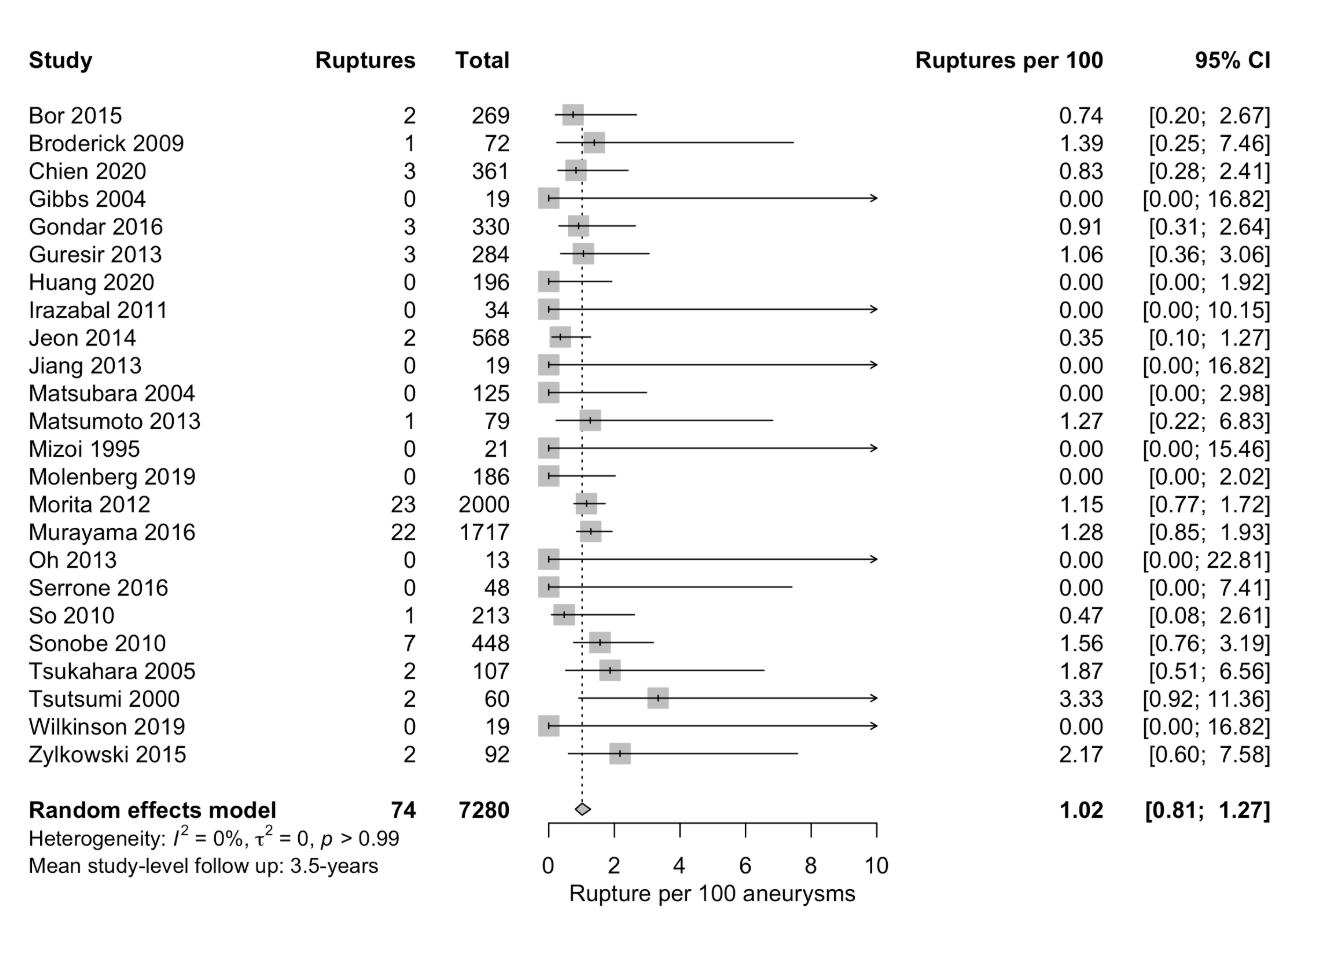 Study Ruptures Total Ruptures per 100 95% CI
Bor 2015 2 269 0.74 [0.20; 2.67]
Broderick 2009 1 72 1.39 [0.25; 7.46]
Chien 2020 3 361 0.83 [0.28; 2.41]
Gibbs 2004 0 19 0.00 [0.00; 16.82]
Gondar 2016 3 330 0.91 [0.31; 2.64]
Guresir 2013 3 284 1.06 [0.36; 3.06]
Huang 2020 0 196 0.00 [0.00; 1.92]
Irazabal 2011 0 34 0.00 [0.00; 10.15]
Jeon 2014 2 568 0.35 [0.10; 1.27]
Jiang 2013 0 19 0.00 [0.00; 16.82]
Matsubara 2004 0 125 0.00 [0.00; 2.98]
Matsumoto 2013 1 79 1.27 [0.22; 6.83]
Mizoi 1995 0 21 0.00 [0.00; 15.46]
Molenberg 2019 0 186 0.00 [0.00; 2.02]
Morita 2012 23 2000 1.15 [0.77; 1.72]
Murayama 2016 22 1717 1.28 [0.85; 1.93]
Oh 2013 0 13 0.00 [0.00; 22.81]
Serrone 2016 0 48 0.00 [0.00; 7.41]
So 2010 1 213 0.47 [0.08; 2.61]
Sonobe 2010 7 448 1.56 [0.76; 3.19]
Tsukahara 2005 2 107 1.87 [0.51; 6.56]
Tsutsumi 2000 2 60 3.33 [0.92; 11.36]
Wilkinson 2019 0 19 0.00 [0.00; 16.82]
Zylkowski 2015 2 92 2.17 [0.60; 7.58]
Random effects model 74 7280 1.02 [0.81; 1.27]
Heterogeneity: I² = 0%, τ² = 0, p > 0.99
Mean study-level follow up: 3.5-years
0 2 4 6 8 10
Rupture per 100 aneurysms